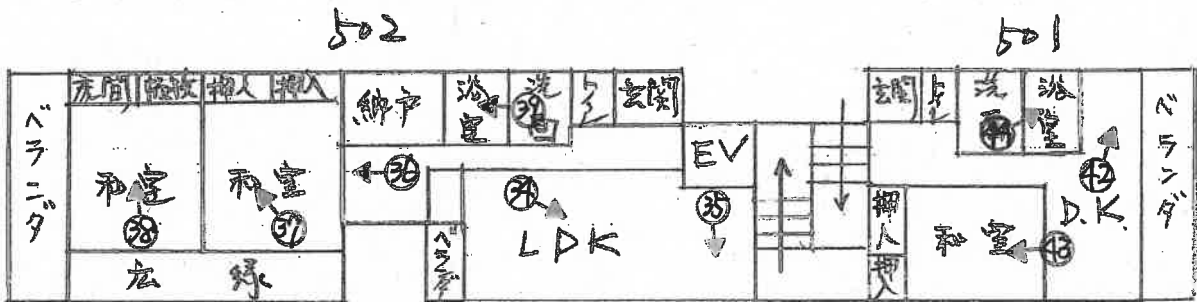 502
501
床間
押入
押入
納戸
浴室
洗面
トイレ
玄関
玄関
トイレ
洗面
浴室
ベランダ
ベランダ
和室
和室
広縁
ベランダ
LDK
EV
押入
押入
和室
D.K.
34
35
36
37
38
39
42
43
44